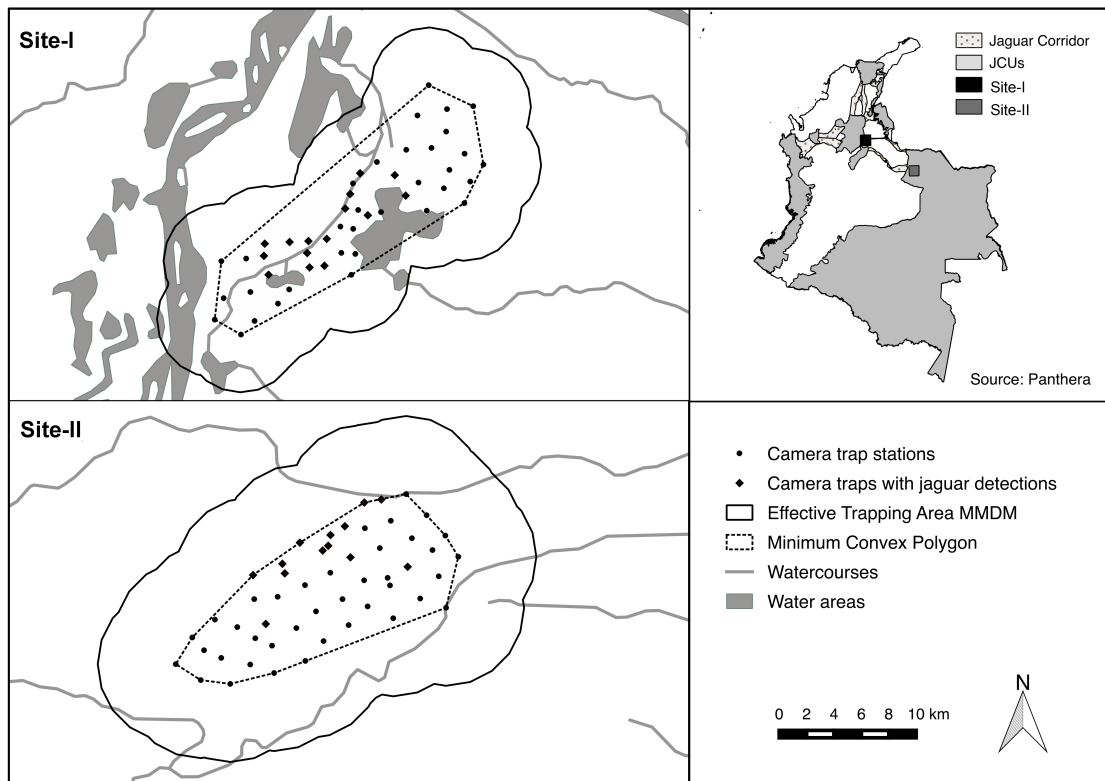 Site-I
Jaguar Corridor
JCUs
Site-I
Site-II
Source: Panthera
Site-II
Camera trap stations
Camera traps with jaguar detections
Effective Trapping Area MMDM
Minimum Convex Polygon
Watercourses
Water areas
0 2 4 6 8 10 km
N